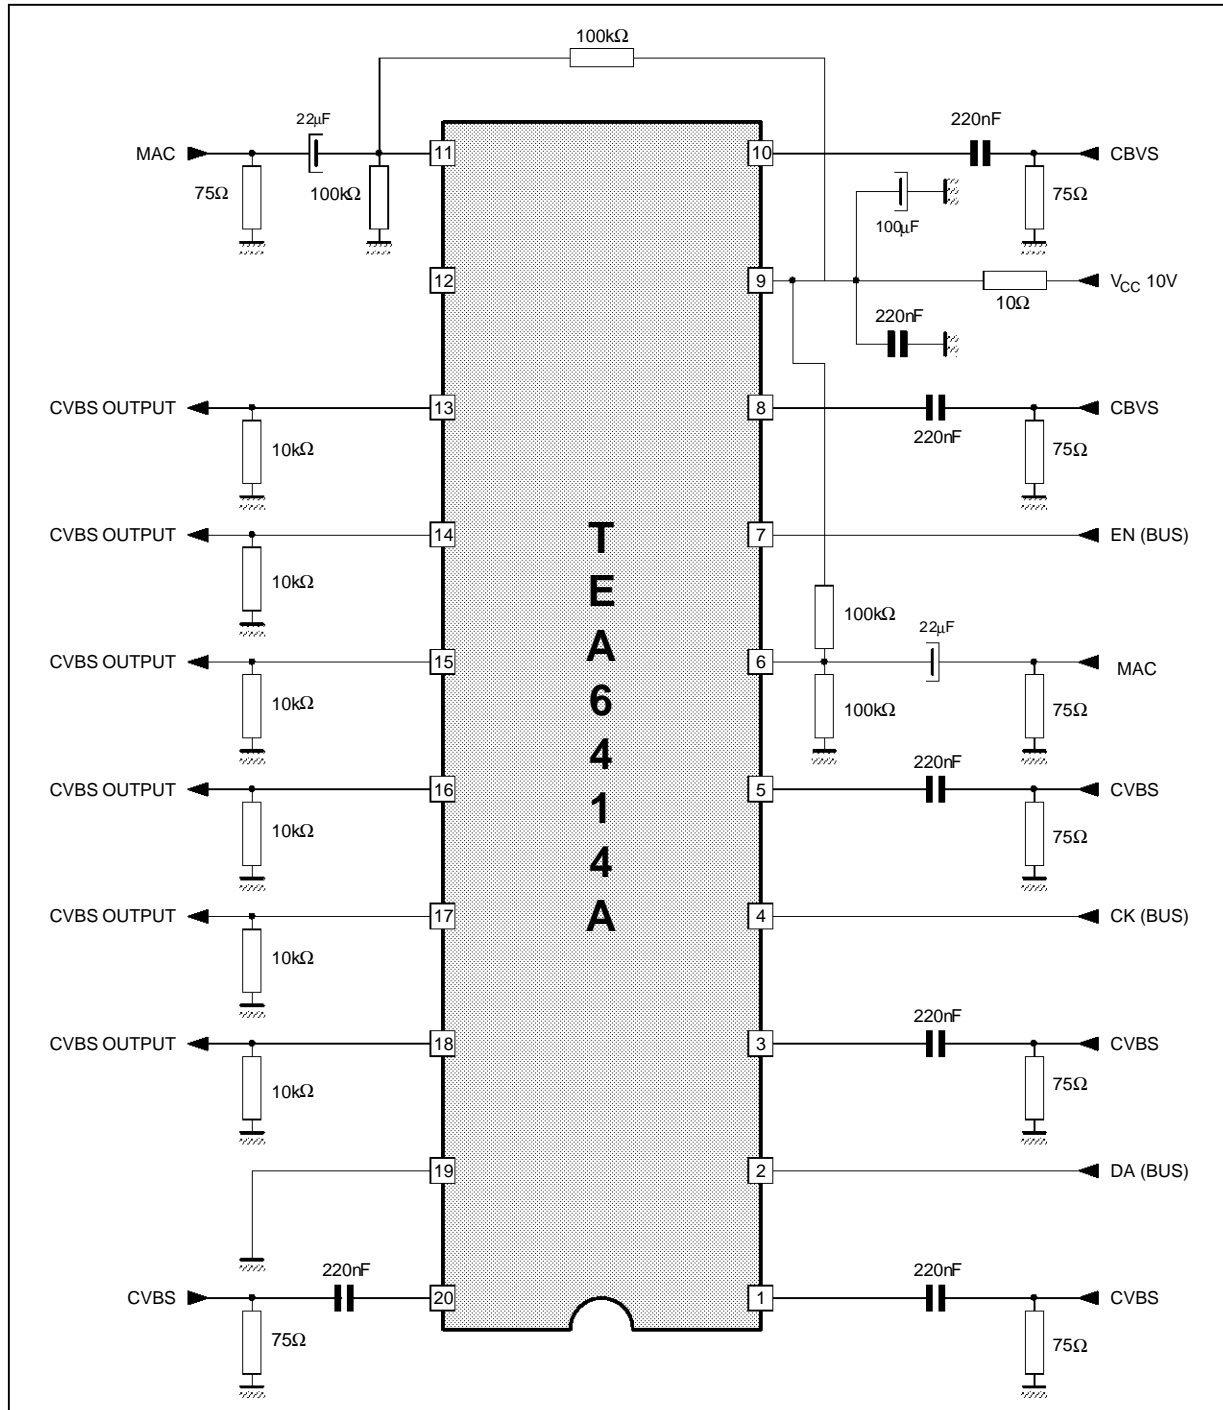 100kΩ
22µF
220nF
MAC
11
10
CBVS
75Ω
100kΩ
100µF
75Ω
12
9
VCC 10V
10Ω
220nF
CVBS OUTPUT
13
8
CBVS
220nF
10kΩ
75Ω
CVBS OUTPUT
14
7
EN (BUS)
10kΩ
100kΩ
22µF
CVBS OUTPUT
15
6
MAC
10kΩ
100kΩ
75Ω
220nF
CVBS OUTPUT
16
5
CVBS
10kΩ
75Ω
CVBS OUTPUT
17
4
CK (BUS)
10kΩ
220nF
CVBS OUTPUT
18
3
CVBS
10kΩ
75Ω
19
2
DA (BUS)
220nF
220nF
CVBS
20
1
CVBS
75Ω
75Ω
TEA6414A